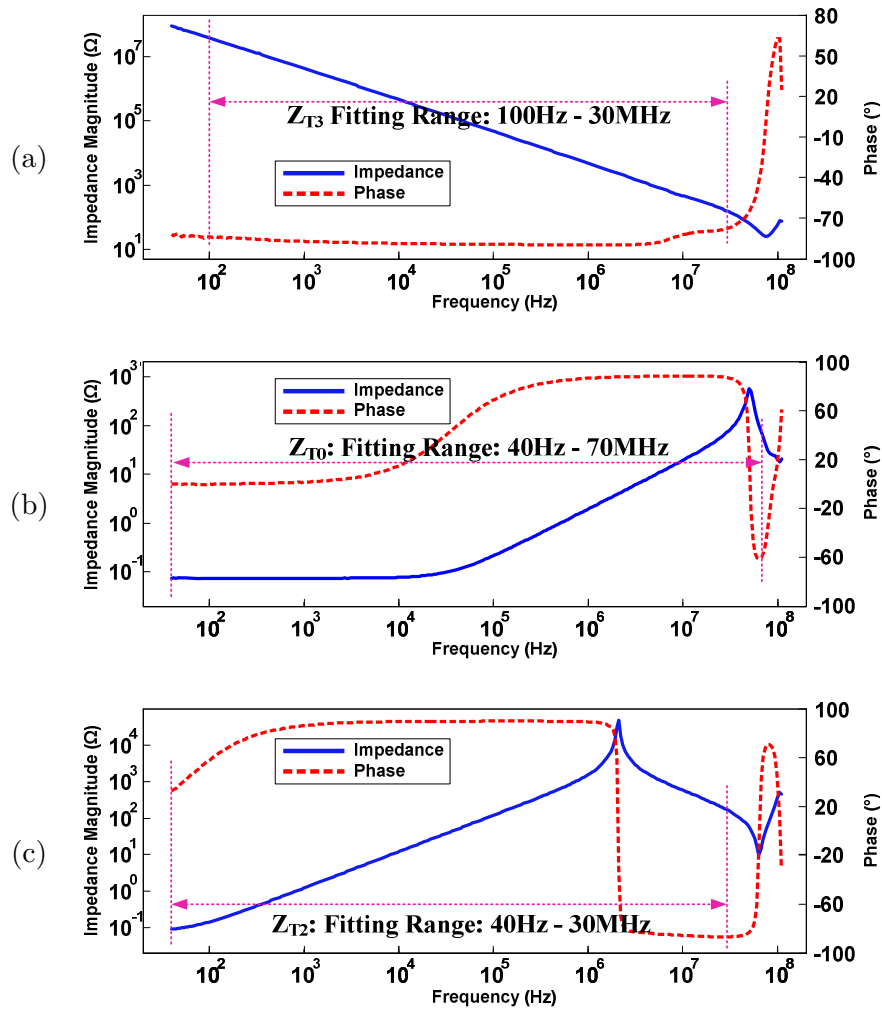 (a)
Impedance Magnitude (Ω)
10^7
10^5
10^3
10^1
80
60
20
-10
-40
-70
-100
Phase (°)
Z_T3 Fitting Range: 100Hz - 30MHz
Impedance
Phase
10^2 10^3 10^4 10^5 10^6 10^7 10^8
Frequency (Hz)
(b)
Impedance Magnitude (Ω)
10^3
10^2
10^1
10^0
10^-1
100
60
20
-20
-60
-100
Phase (°)
Impedance
Phase
Z_T0: Fitting Range: 40Hz - 70MHz
10^2 10^3 10^4 10^5 10^6 10^7 10^8
Frequency (Hz)
(c)
Impedance Magnitude (Ω)
10^4
10^3
10^2
10^1
10^0
10^-1
100
60
20
-20
-60
-100
Phase (°)
Impedance
Phase
Z_T2: Fitting Range: 40Hz - 30MHz
10^2 10^3 10^4 10^5 10^6 10^7 10^8
Frequency (Hz)